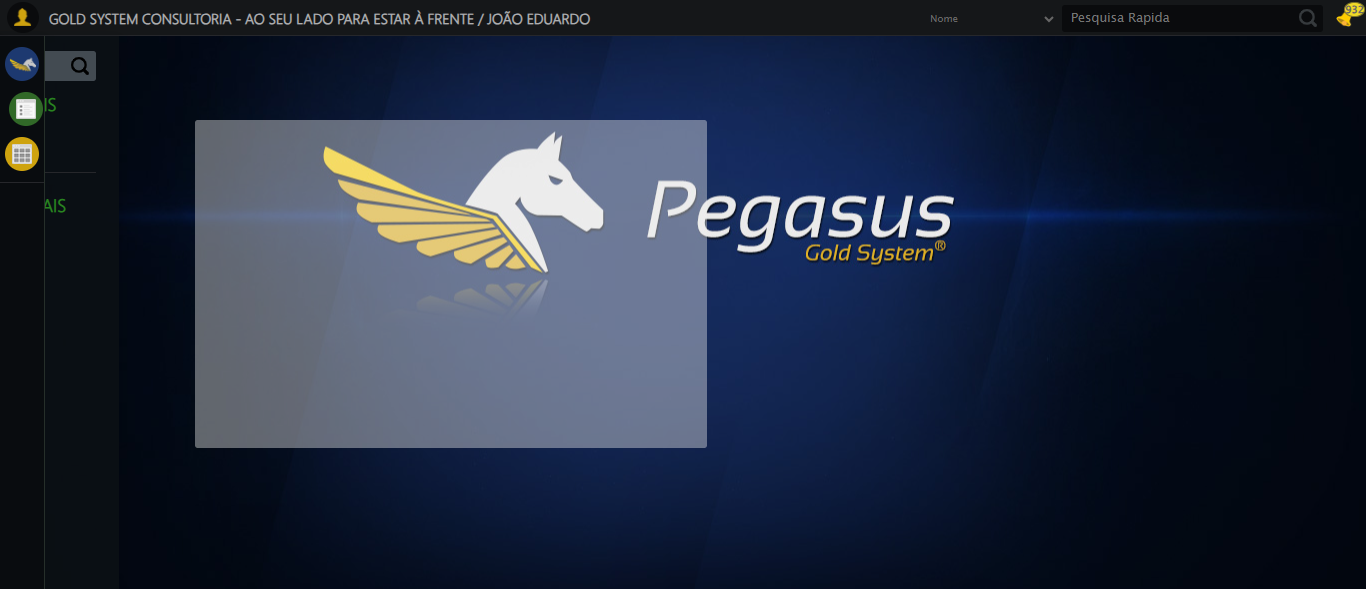 GOLD SYSTEM CONSULTORIA - AO SEU LADO PARA ESTAR À FRENTE / JOÃO EDUARDO
Nome
Pesquisa Rapida
932
IS
AIS
Pegasus
Gold System®